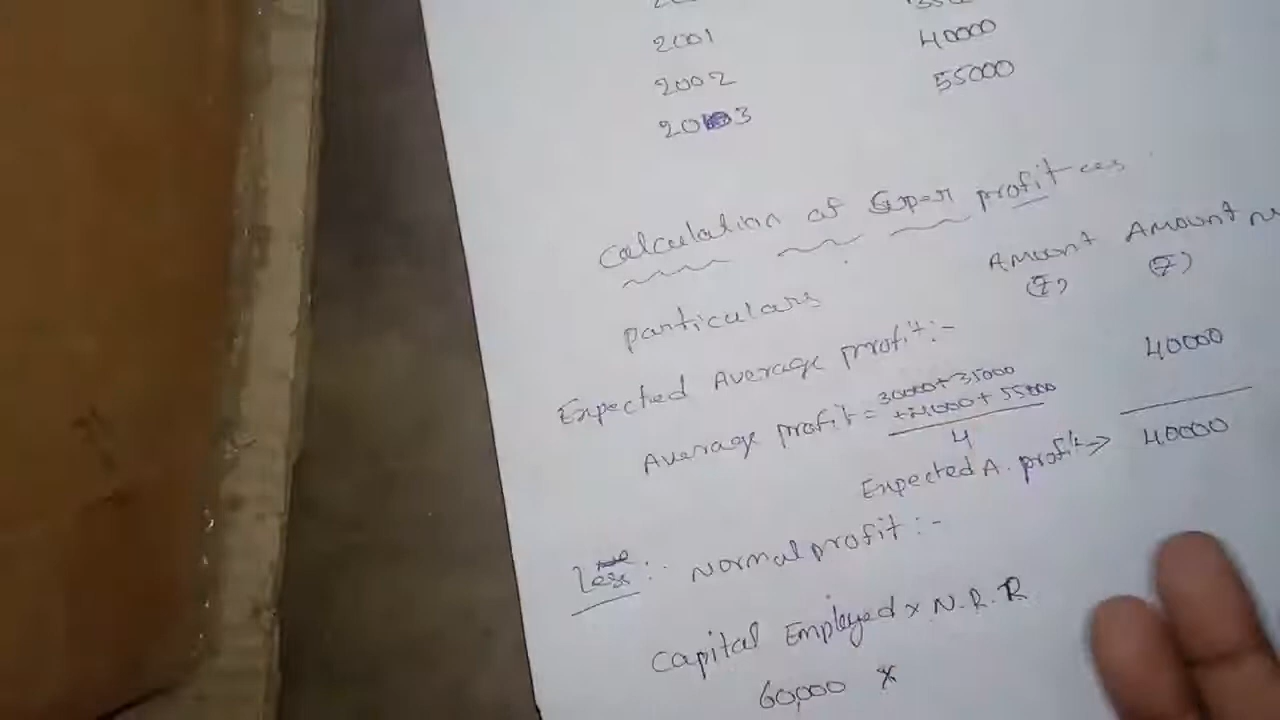 2001 40000
2002 55000
2003
Calculation of Super profit
particulars Amount Amount
(₹) (₹)
Expected Average profit:- 40000
Average profit = 30000+35000
+40000+55000
4
Expected A. profit→ 40000
Less: Normal profit:-
Capital Employed x N.R.R
60,000 x